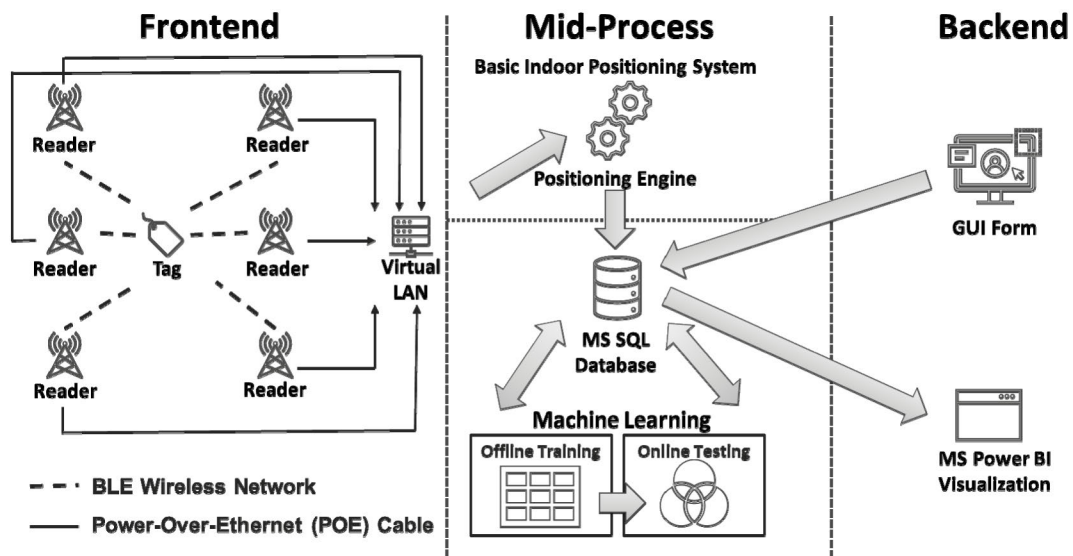 Frontend
Reader
Reader
Reader
Tag
Reader
Virtual
LAN
Reader
Reader
BLE Wireless Network
Power-Over-Ethernet (POE) Cable
Mid-Process
Basic Indoor Positioning System
Positioning Engine
MS SQL
Database
Machine Learning
Offline Training
Online Testing
Backend
GUI Form
MS Power BI
Visualization